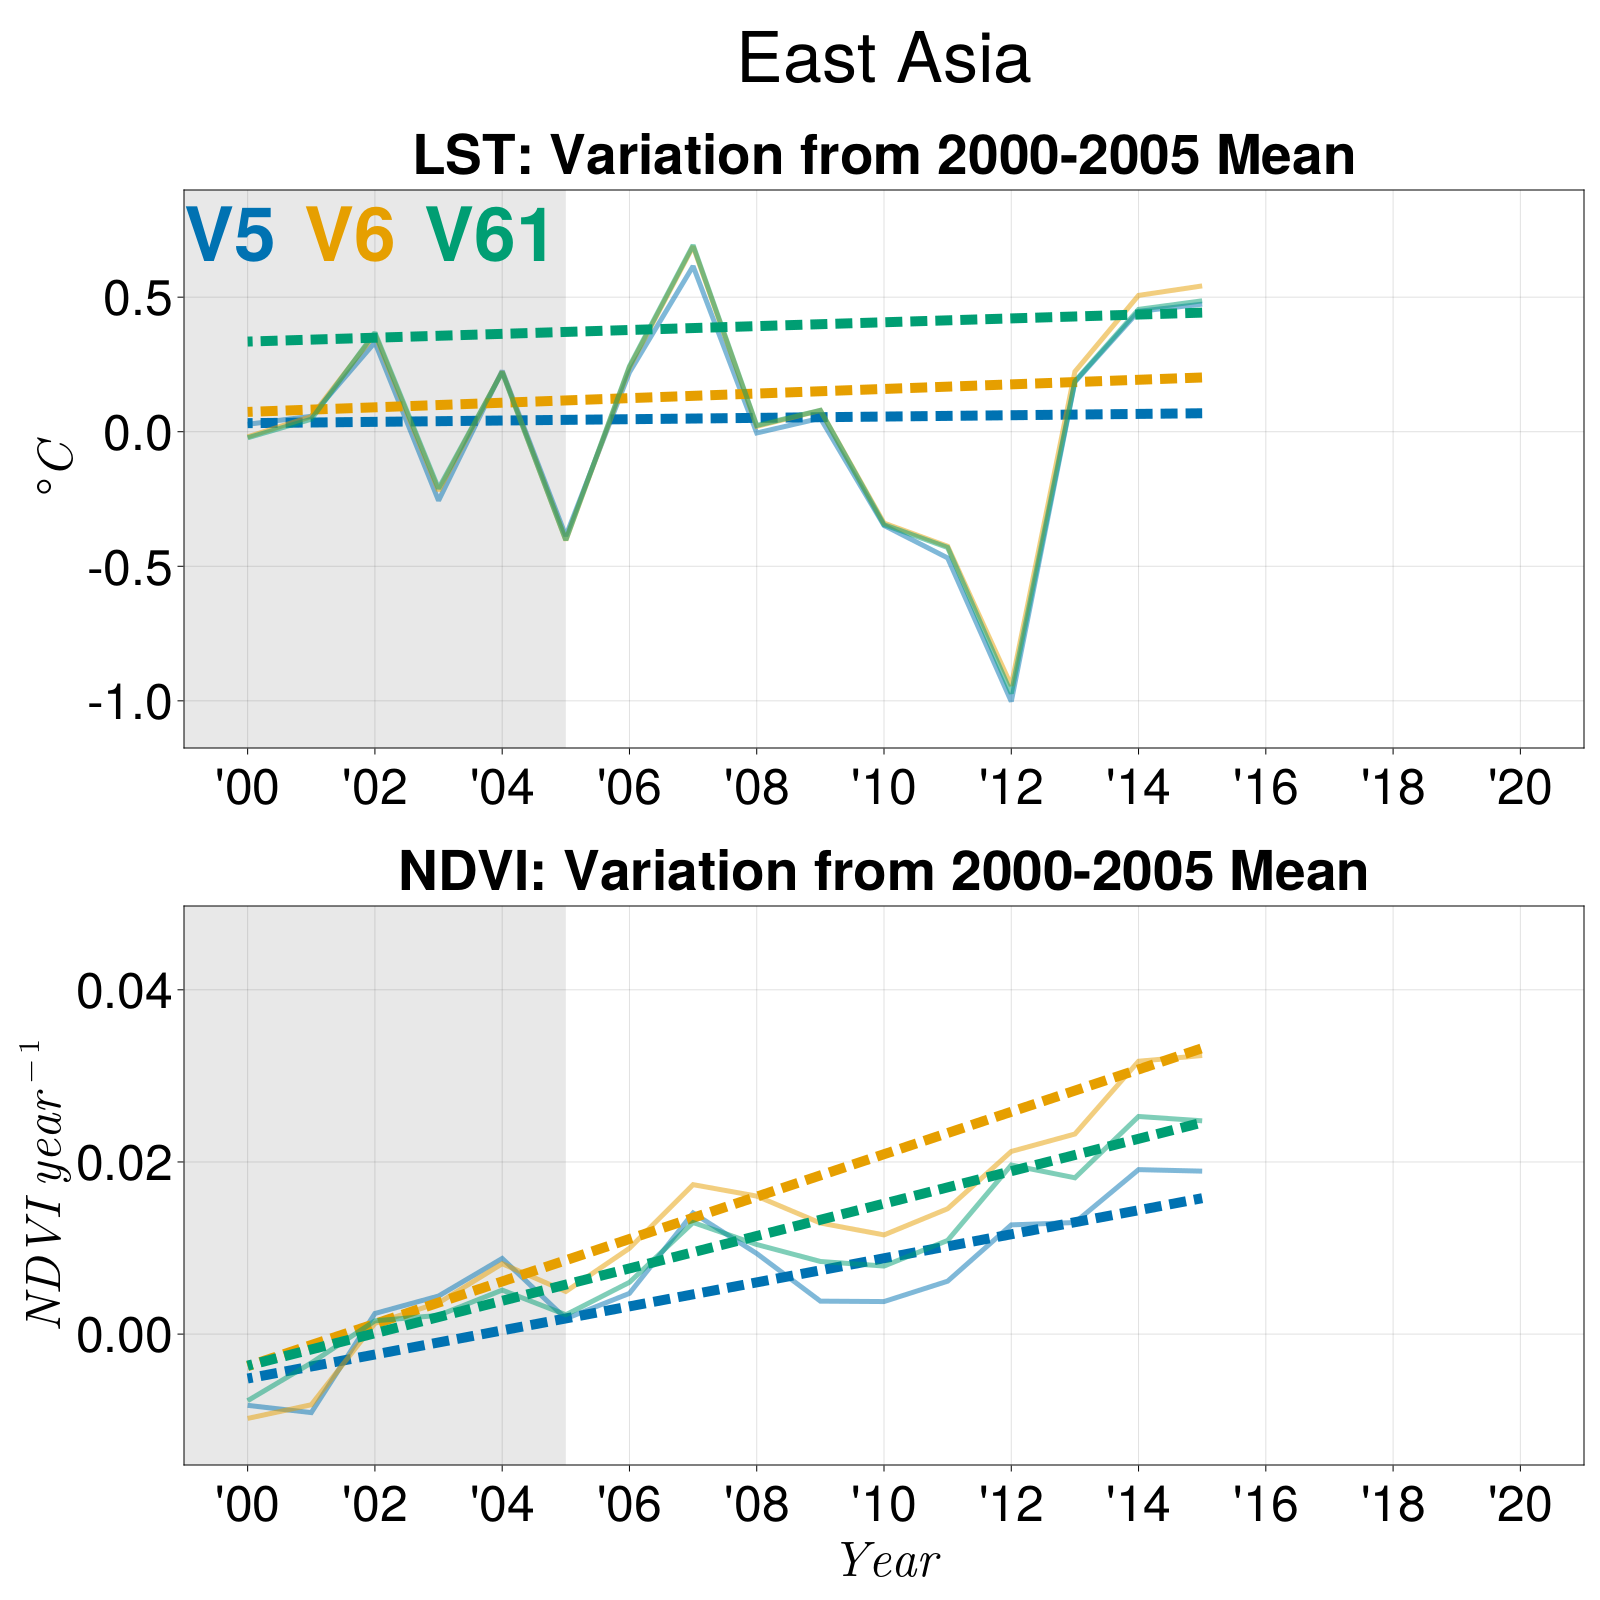 East Asia
LST: Variation from 2000-2005 Mean
V5 V6 V61
0.5
0.0
-0.5
-1.0
°C
'00 '02 '04 '06 '08 '10 '12 '14 '16 '18 '20
NDVI: Variation from 2000-2005 Mean
0.04
0.02
0.00
NDVI year⁻¹
'00 '02 '04 '06 '08 '10 '12 '14 '16 '18 '20
Year